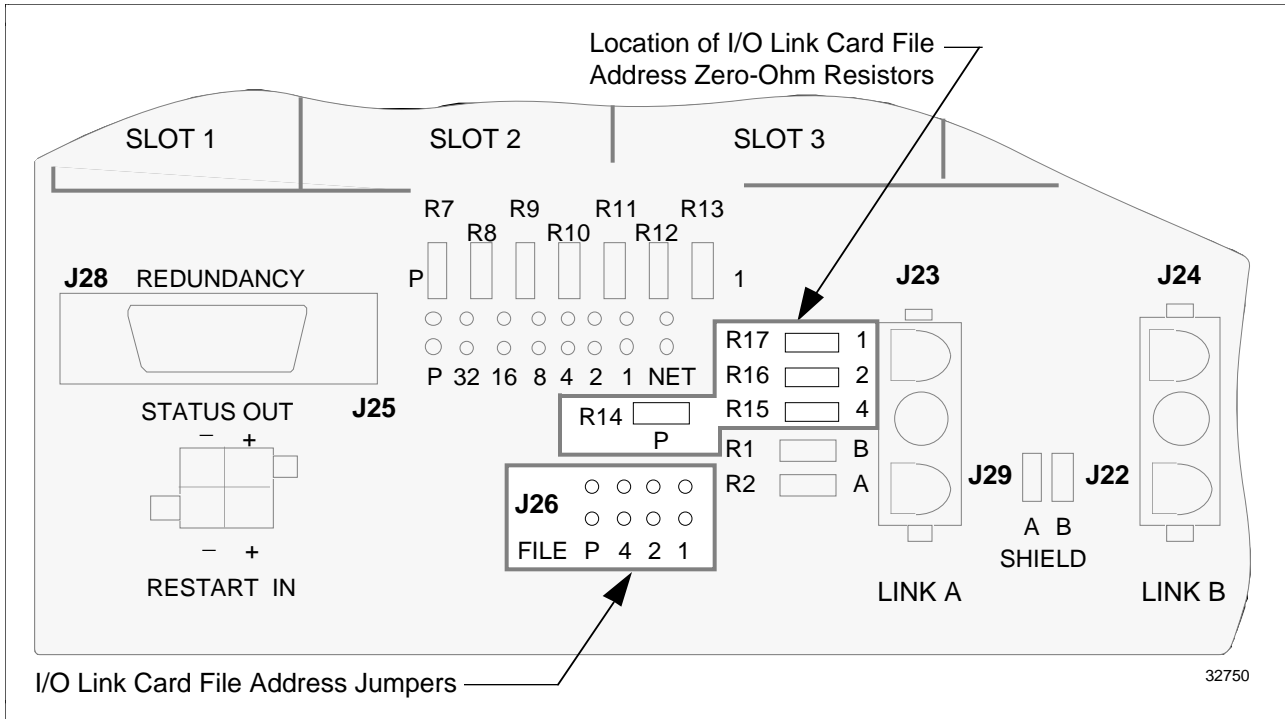 Location of I/O Link Card File
Address Zero-Ohm Resistors
SLOT 1 SLOT 2 SLOT 3
R7 R9 R11 R13
R8 R10 R12
J28 REDUNDANCY P 1 J23 J24
R17 1
P 32 16 8 4 2 1 NET R16 2
STATUS OUT J25 R14 R15 4
− + P R1 B
J26 R2 A J29 J22
A B
FILE P 4 2 1 SHIELD
− +
RESTART IN LINK A LINK B
I/O Link Card File Address Jumpers
32750